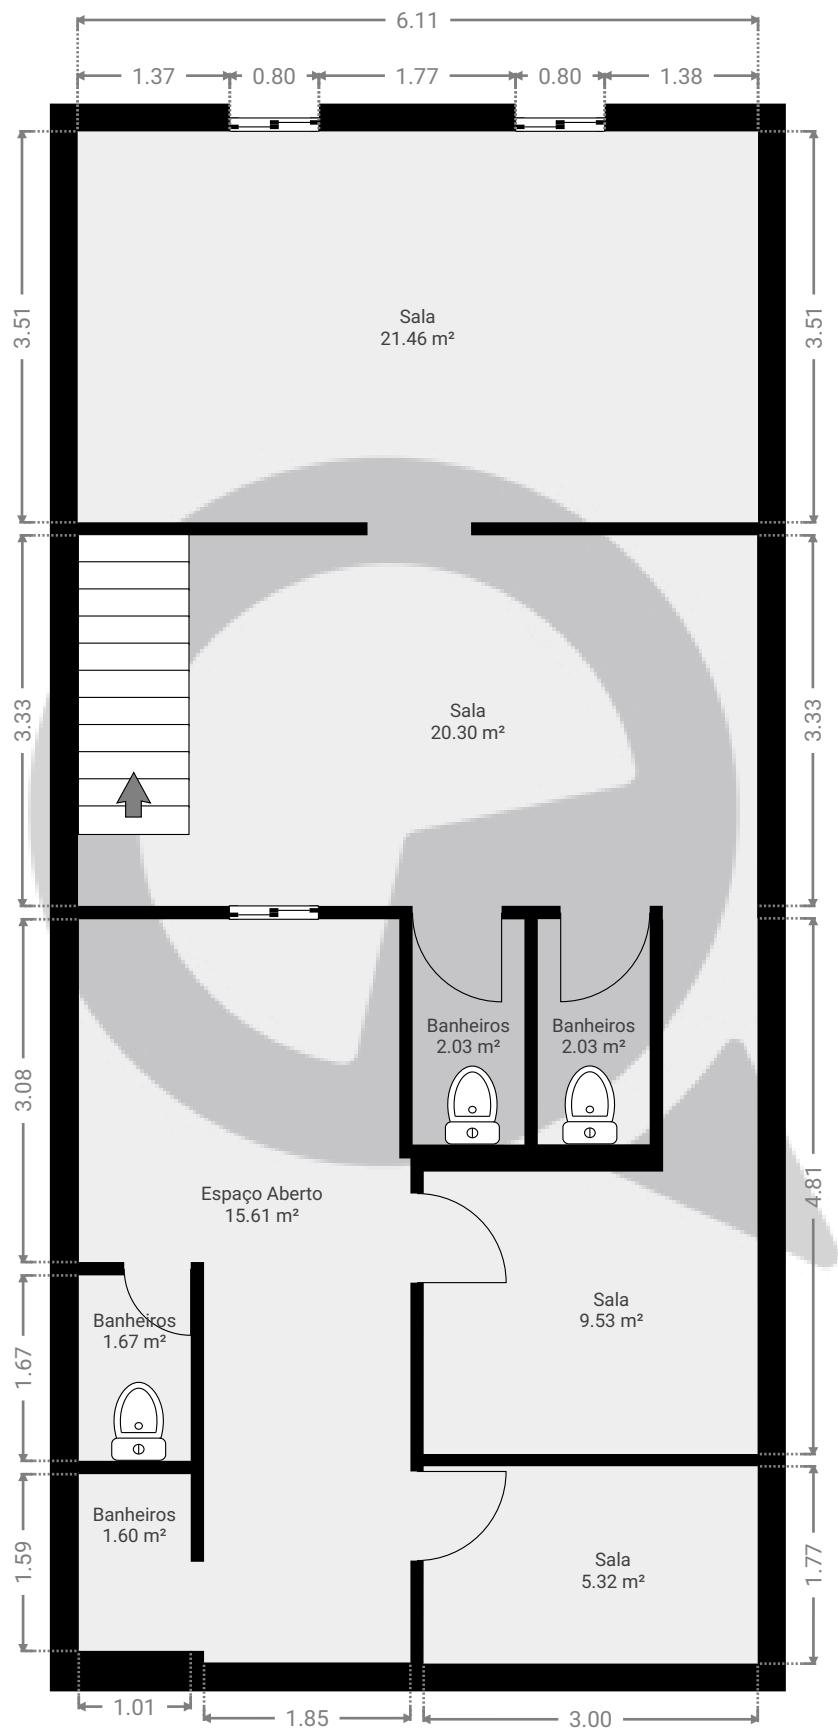 6.11
1.37 0.80 1.77 0.80 1.38
3.51
3.51
Sala
21.46 m²
3.33
3.33
Sala
20.30 m²
3.08
Banheiros
2.03 m²
Banheiros
2.03 m²
4.81
Espaço Aberto
15.61 m²
Banheiros
1.67 m²
1.67
Sala
9.53 m²
Banheiros
1.60 m²
1.59
Sala
5.32 m²
1.77
1.01
1.85
3.00